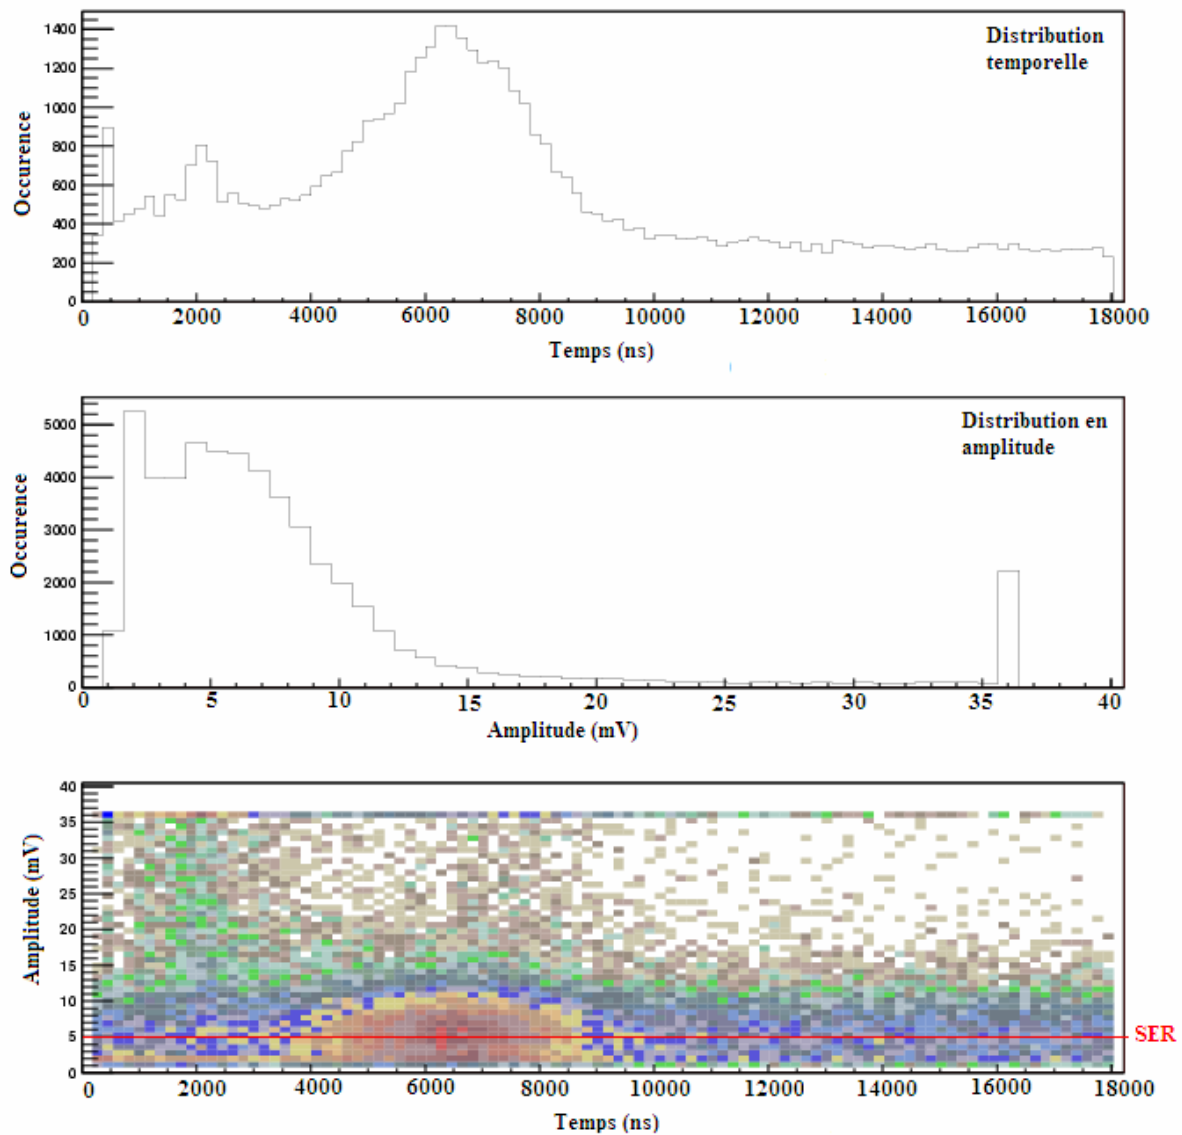 Distribution
temporelle
Occurence
1400
1200
1000
800
600
400
200
0
0 2000 4000 6000 8000 10000 12000 14000 16000 18000
Temps (ns)
Distribution en
amplitude
Occurence
5000
4000
3000
2000
1000
0
0 5 10 15 20 25 30 35 40
Amplitude (mV)
Amplitude (mV)
40
35
30
25
20
15
10
5
0
SER
0 2000 4000 6000 8000 10000 12000 14000 16000 18000
Temps (ns)